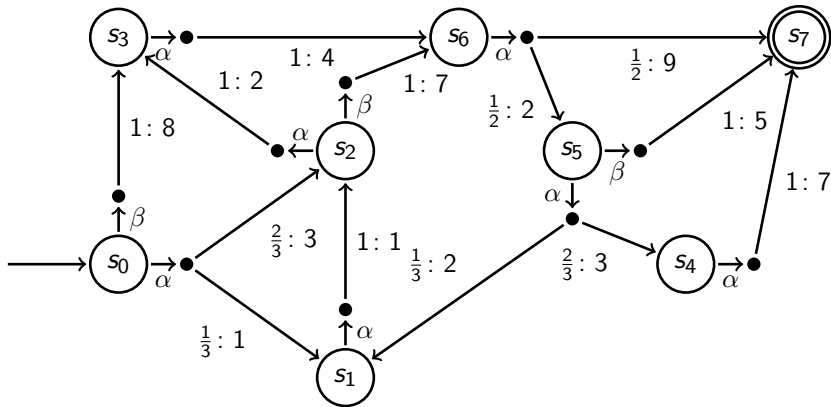 s3 α 1: 4 s6 α ½: 9 s7
1: 2 1: 7
1: 8 β ½: 2 1: 5
α s2 s5 β
α 1: 7
β
s0 α ⅔: 3 1: 1 ⅓: 2 ⅔: 3 s4 α
⅓: 1 α
s1